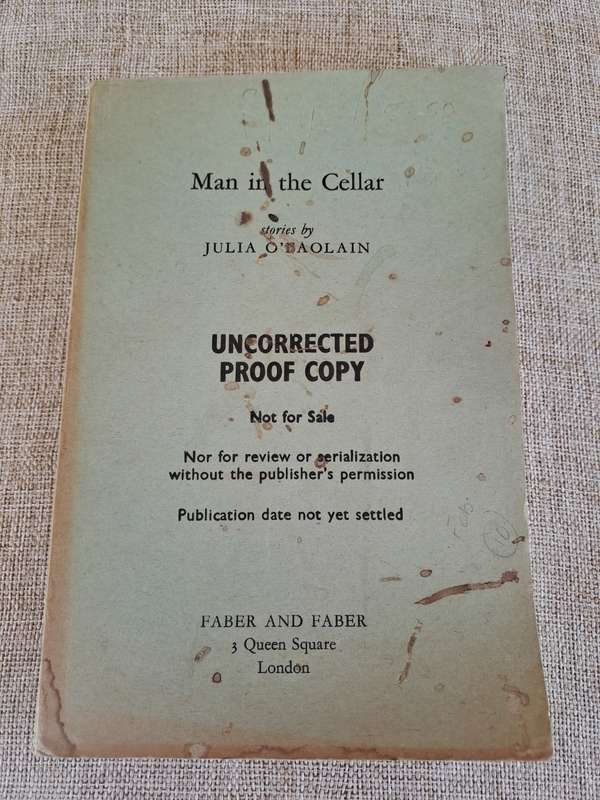 Man in the Cellar
stories by
JULIA O'FAOLAIN
UNCORRECTED
PROOF COPY
Not for Sale
Nor for review or serialization
without the publisher's permission
Publication date not yet settled
FABER AND FABER
3 Queen Square
London